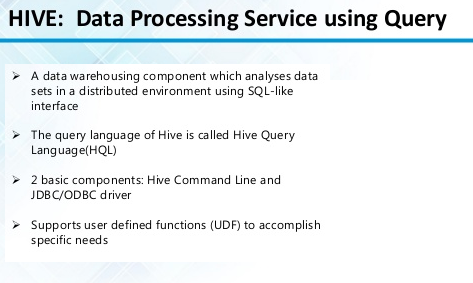 HIVE:  Data Processing Service using Query
➢ A data warehousing component which analyses data
sets in a distributed environment using SQL-like
interface
➢ The query language of Hive is called Hive Query
Language(HQL)
➢ 2 basic components: Hive Command Line and
JDBC/ODBC driver
➢ Supports user defined functions (UDF) to accomplish
specific needs